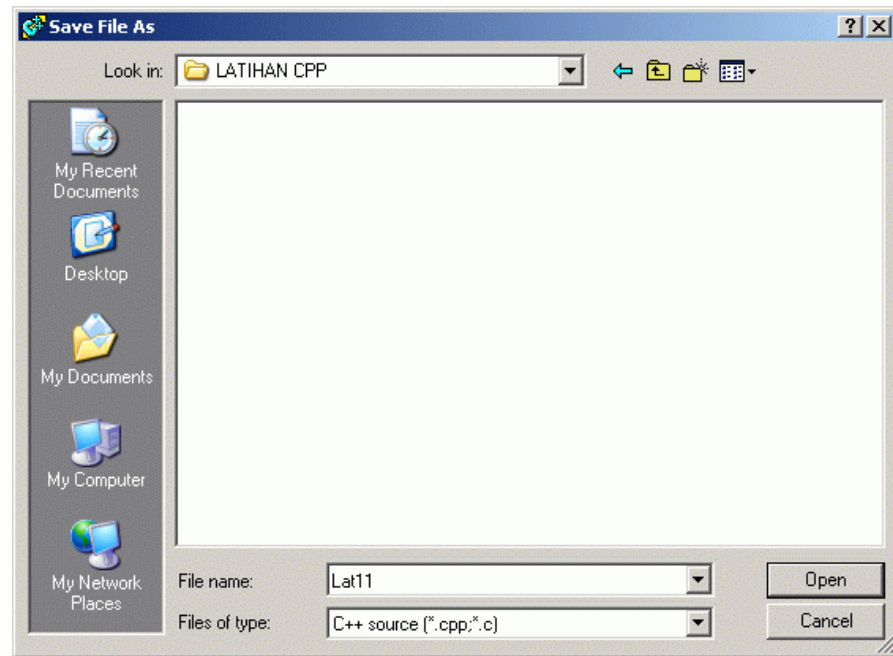 Save File As
Look in: LATIHAN CPP
My Recent
Documents
Desktop
My Documents
My Computer
My Network
Places
File name: Lat11 Open
Files of type: C++ source (*.cpp;*.c) Cancel